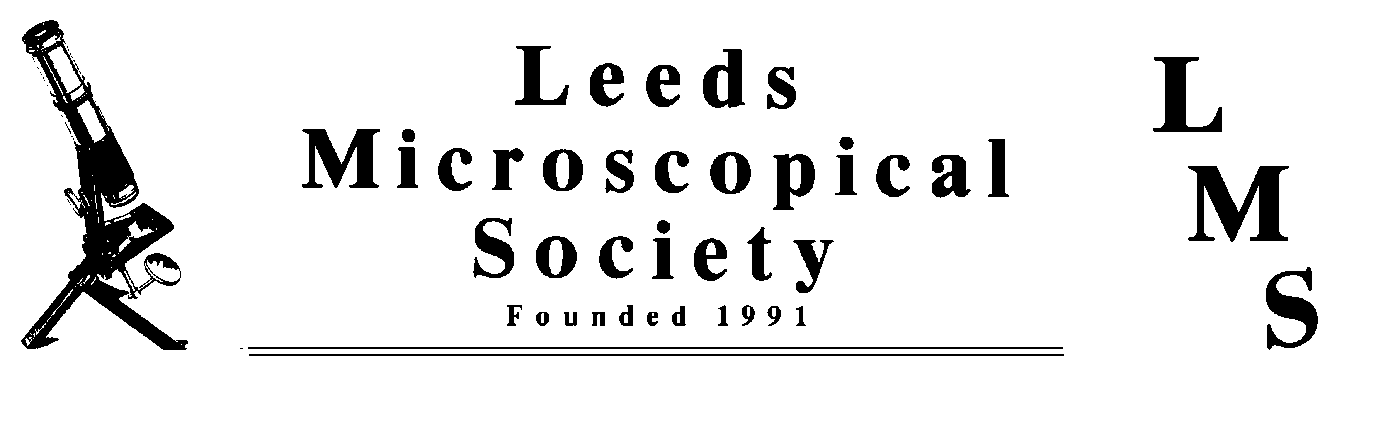 Leeds
Microscopical
Society
Founded 1991
L
M
S